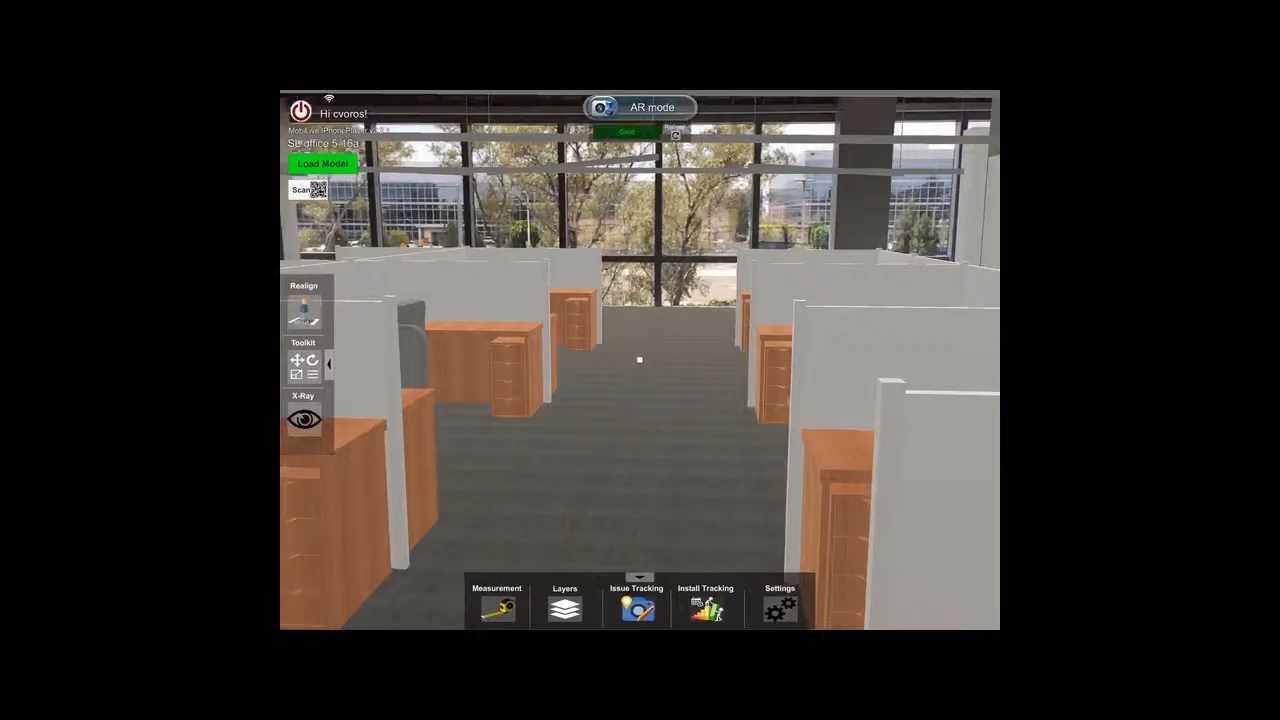 AR mode
Hi cvoros!
Good
SL office 5-16a
Load Model
Scan
Realign
Toolkit
X-Ray
Measurement
Layers
Issue Tracking
Install Tracking
Settings